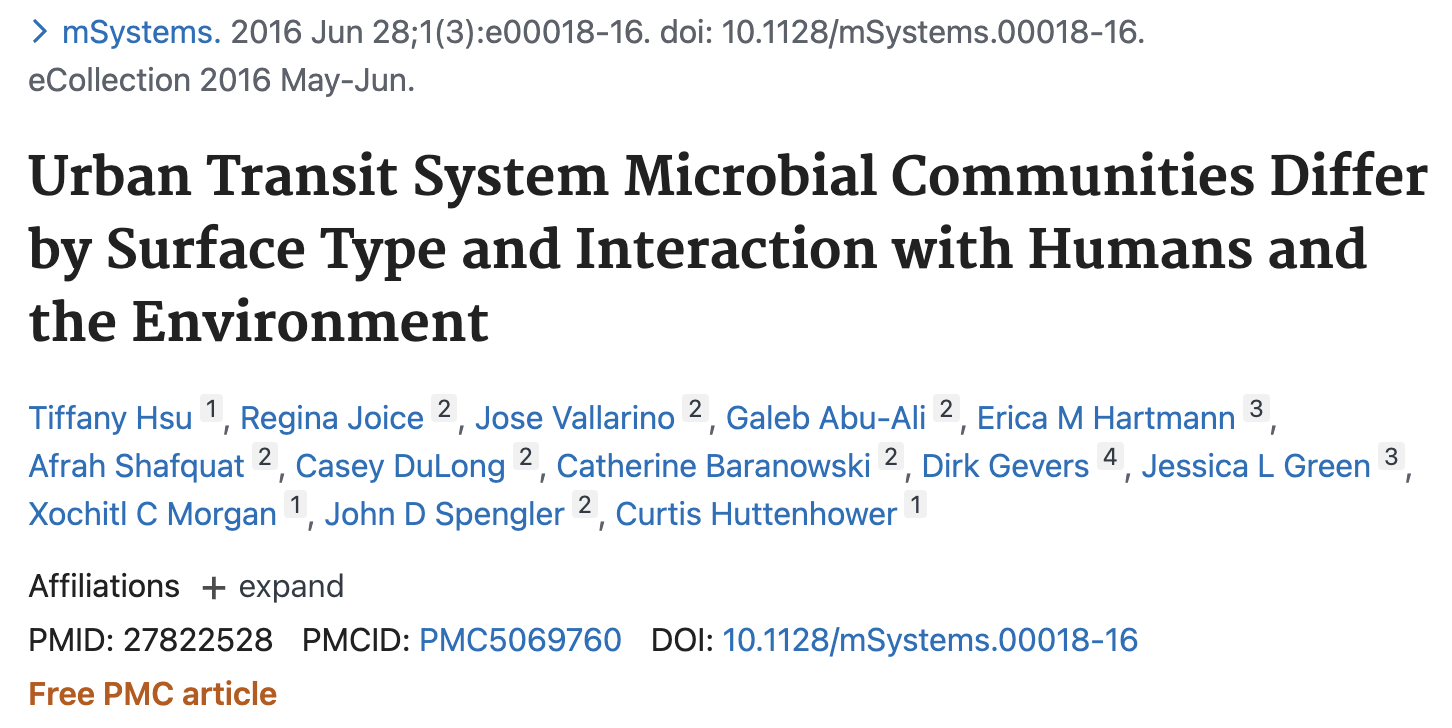 > mSystems. 2016 Jun 28;1(3):e00018-16. doi: 10.1128/mSystems.00018-16.
eCollection 2016 May-Jun.
Urban Transit System Microbial Communities Differ
by Surface Type and Interaction with Humans and
the Environment
Tiffany Hsu 1, Regina Joice 2, Jose Vallarino 2, Galeb Abu-Ali 2, Erica M Hartmann 3,
Afrah Shafquat 2, Casey DuLong 2, Catherine Baranowski 2, Dirk Gevers 4, Jessica L Green 3,
Xochitl C Morgan 1, John D Spengler 2, Curtis Huttenhower 1
Affiliations + expand
PMID: 27822528 PMCID: PMC5069760 DOI: 10.1128/mSystems.00018-16
Free PMC article